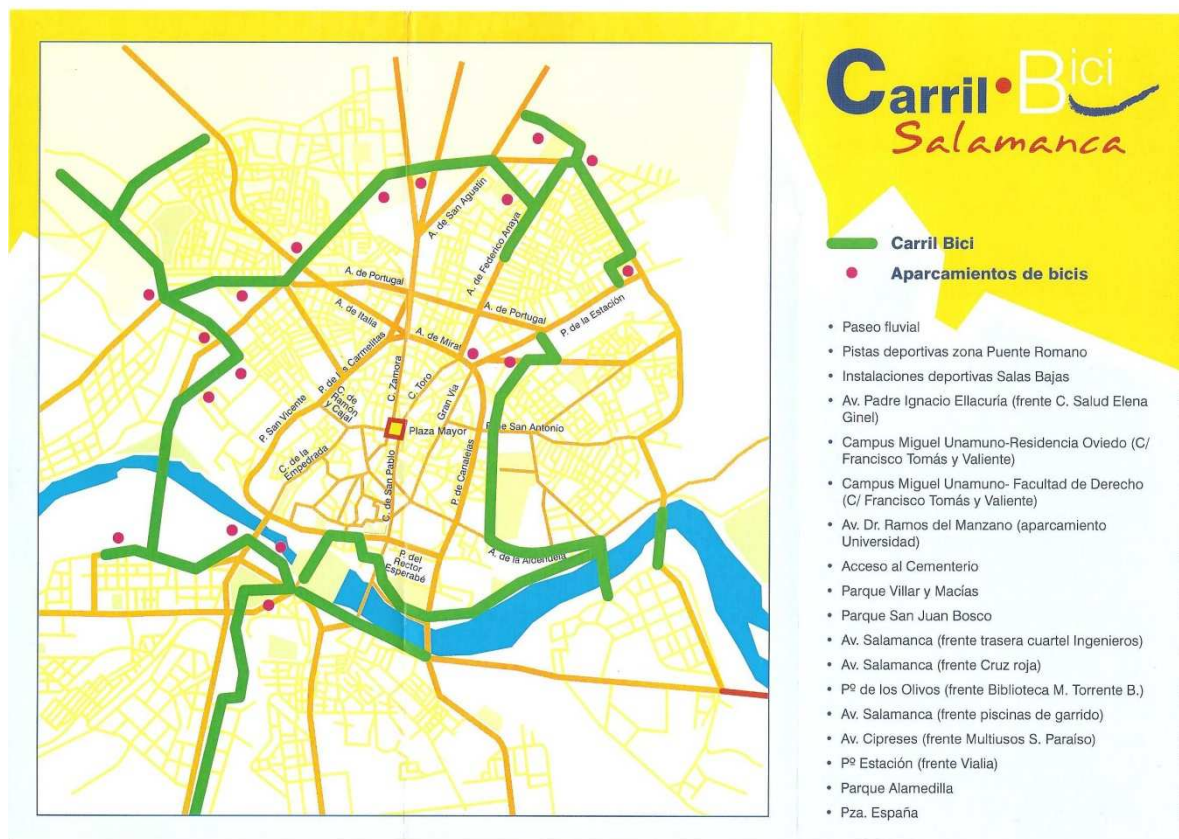 A. de San Agustín
A. de Federico Anaya
A. de Portugal
A. de Italia
A. de Portugal
P. de la Estación
A. de Mirat
P. de las Carmelitas
C. Zamora
C. Toro
Gran Vía
C. de
Ramón
y Cajal
P. San Vicente
Plaza Mayor
P. de San Antonio
C. de la
Empedrada
C. de San Pablo
P. de Canalejas
P. del
Rector
Esperabé
A. de la Aldehuela
Carril Bici
Salamanca
Carril Bici
Aparcamientos de bicis
• Paseo fluvial
• Pistas deportivas zona Puente Romano
• Instalaciones deportivas Salas Bajas
• Av. Padre Ignacio Ellacuría (frente C. Salud Elena
Ginel)
• Campus Miguel Unamuno-Residencia Oviedo (C/
Francisco Tomás y Valiente)
• Campus Miguel Unamuno- Facultad de Derecho
(C/ Francisco Tomás y Valiente)
• Av. Dr. Ramos del Manzano (aparcamiento
Universidad)
• Acceso al Cementerio
• Parque Villar y Macías
• Parque San Juan Bosco
• Av. Salamanca (frente trasera cuartel Ingenieros)
• Av. Salamanca (frente Cruz roja)
• Pº de los Olivos (frente Biblioteca M. Torrente B.)
• Av. Salamanca (frente piscinas de garrido)
• Av. Cipreses (frente Multiusos S. Paraíso)
• Pº Estación (frente Vialia)
• Parque Alamedilla
• Pza. España